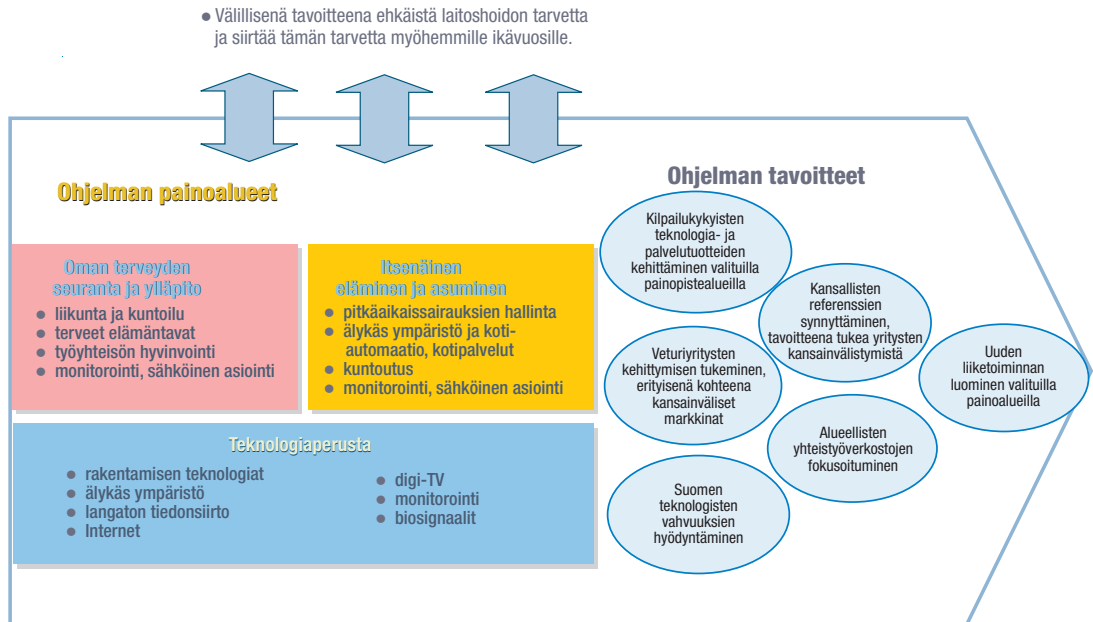 • Välillisenä tavoitteena ehkäistä laitoshoidon tarvetta
ja siirtää tämän tarvetta myöhemmille ikävuosille.
Ohjelman painoalueet
Oman terveyden
seuranta ja ylläpito
• liikunta ja kuntoilu
• terveet elämäntavat
• työyhteisön hyvinvointi
• monitorointi, sähköinen asiointi
Itsenäinen
eläminen ja asuminen
• pitkäaikaissairauksien hallinta
• älykäs ympäristö ja koti-
automaatio, kotipalvelut
• kuntoutus
• monitorointi, sähköinen asiointi
Teknologiaperusta
• rakentamisen teknologiat
• älykäs ympäristö
• langaton tiedonsiirto
• Internet
• digi-TV
• monitorointi
• biosignaalit
Ohjelman tavoitteet
Kilpailukykyisten
teknologia- ja
palvelutuotteiden
kehittäminen valituilla
painopistealueilla
Kansallisten
referenssien
synnyttäminen,
tavoitteena tukea yritysten
kansainvälistymistä
Veturiyritysten
kehittymisen tukeminen,
erityisenä kohteena
kansainväliset
markkinat
Uuden
liiketoiminnan
luominen valituilla
painoalueilla
Alueellisten
yhteistyöverkostojen
fokusoituminen
Suomen
teknologisten
vahvuuksien
hyödyntäminen